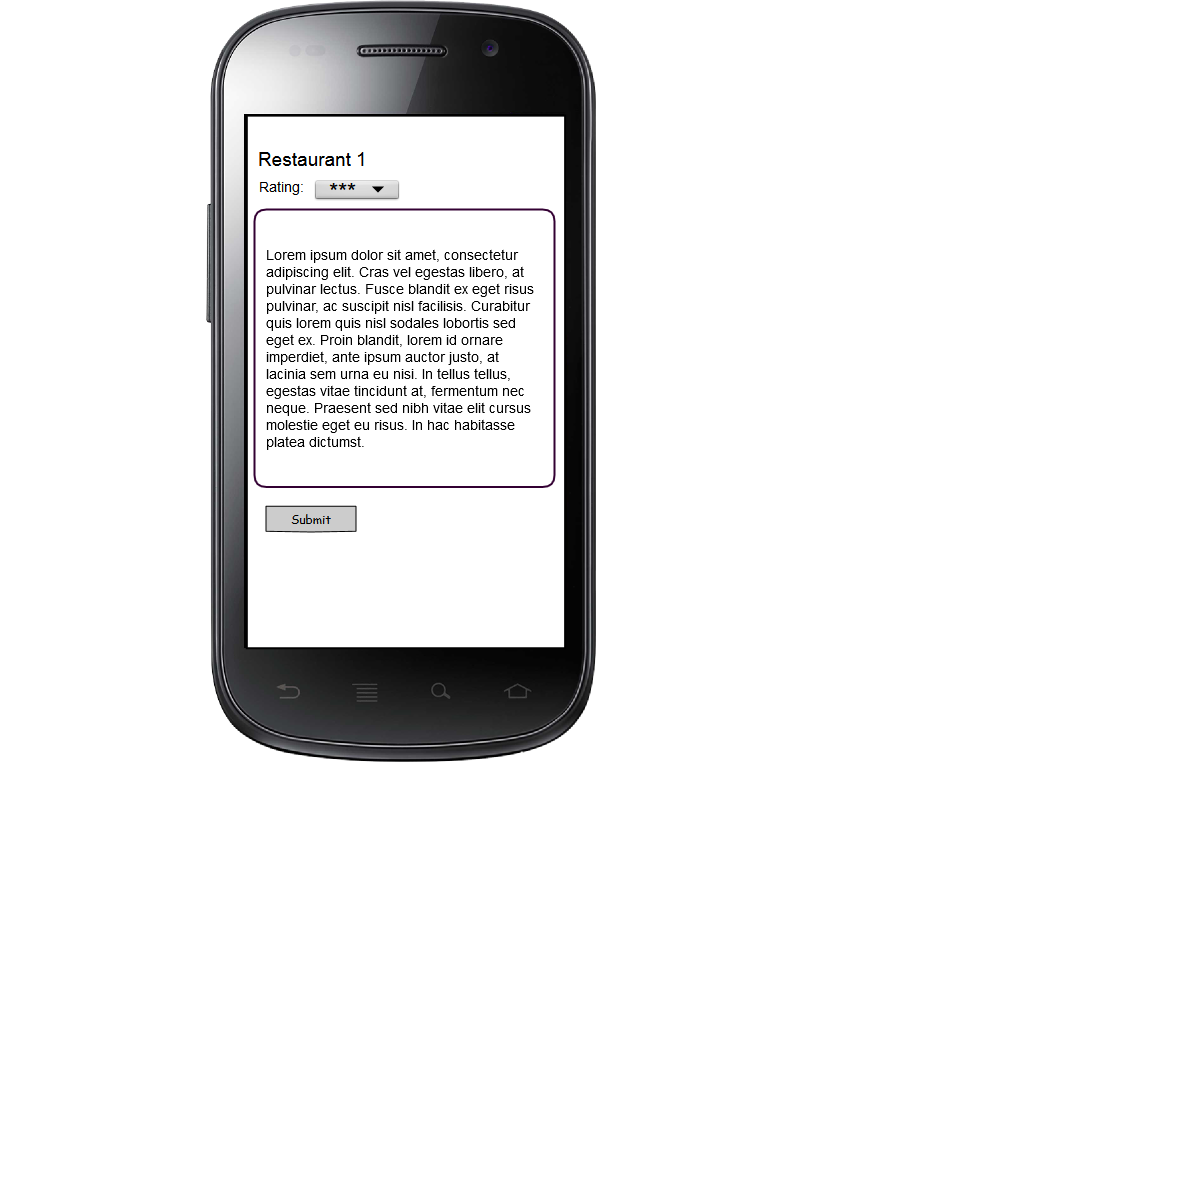 Restaurant 1
Rating: ***
Lorem ipsum dolor sit amet, consectetur
adipiscing elit. Cras vel egestas libero, at
pulvinar lectus. Fusce blandit ex eget risus
pulvinar, ac suscipit nisl facilisis. Curabitur
quis lorem quis nisl sodales lobortis sed
eget ex. Proin blandit, lorem id ornare
imperdiet, ante ipsum auctor justo, at
lacinia sem urna eu nisi. In tellus tellus,
egestas vitae tincidunt at, fermentum nec
neque. Praesent sed nibh vitae elit cursus
molestie eget eu risus. In hac habitasse
platea dictumst.
Submit